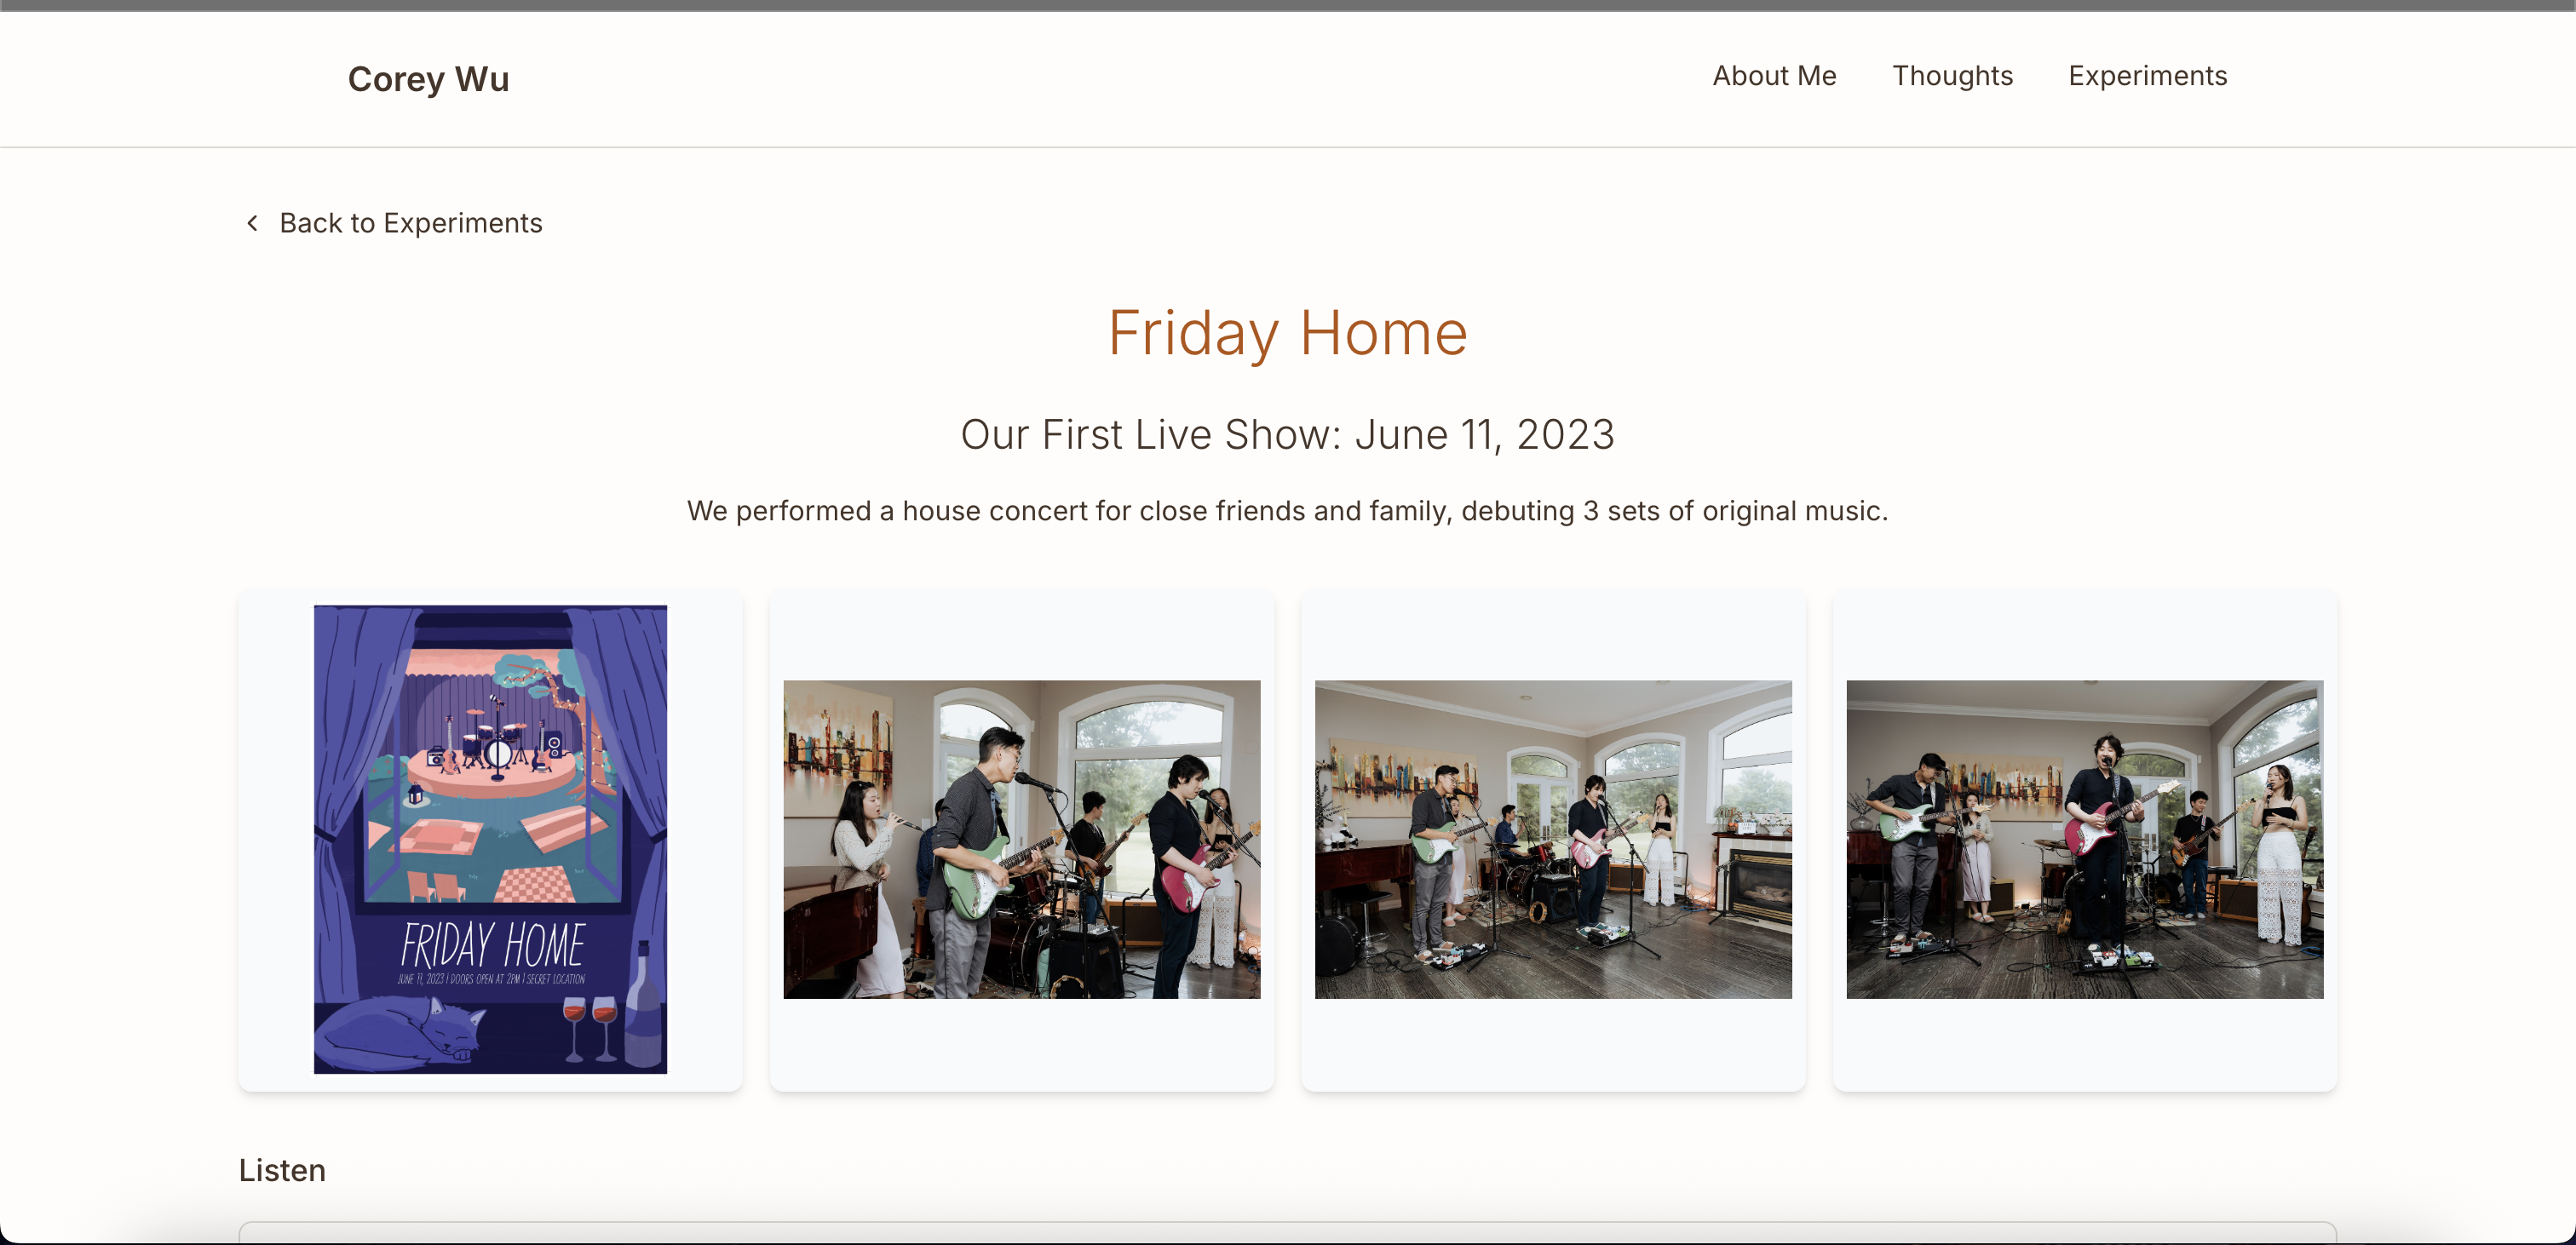 Corey Wu
About Me
Thoughts
Experiments
Back to Experiments
Friday Home
Our First Live Show: June 11, 2023
We performed a house concert for close friends and family, debuting 3 sets of original music.
FRIDAY HOME
JUNE 11, 2023 | DOORS OPEN AT 2PM | SECRET LOCATION
Listen